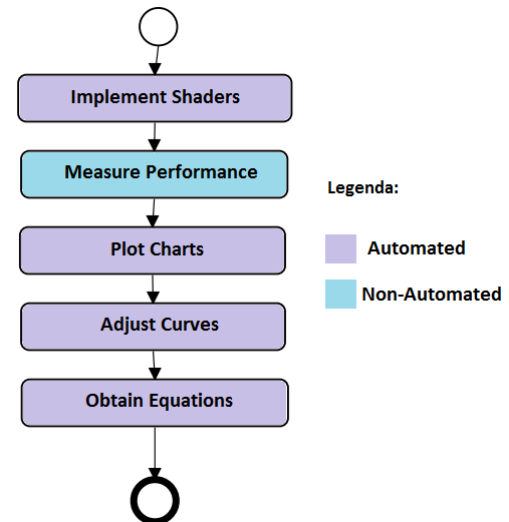 Implement Shaders
Measure Performance
Legenda:
Plot Charts
Automated
Non-Automated
Adjust Curves
Obtain Equations